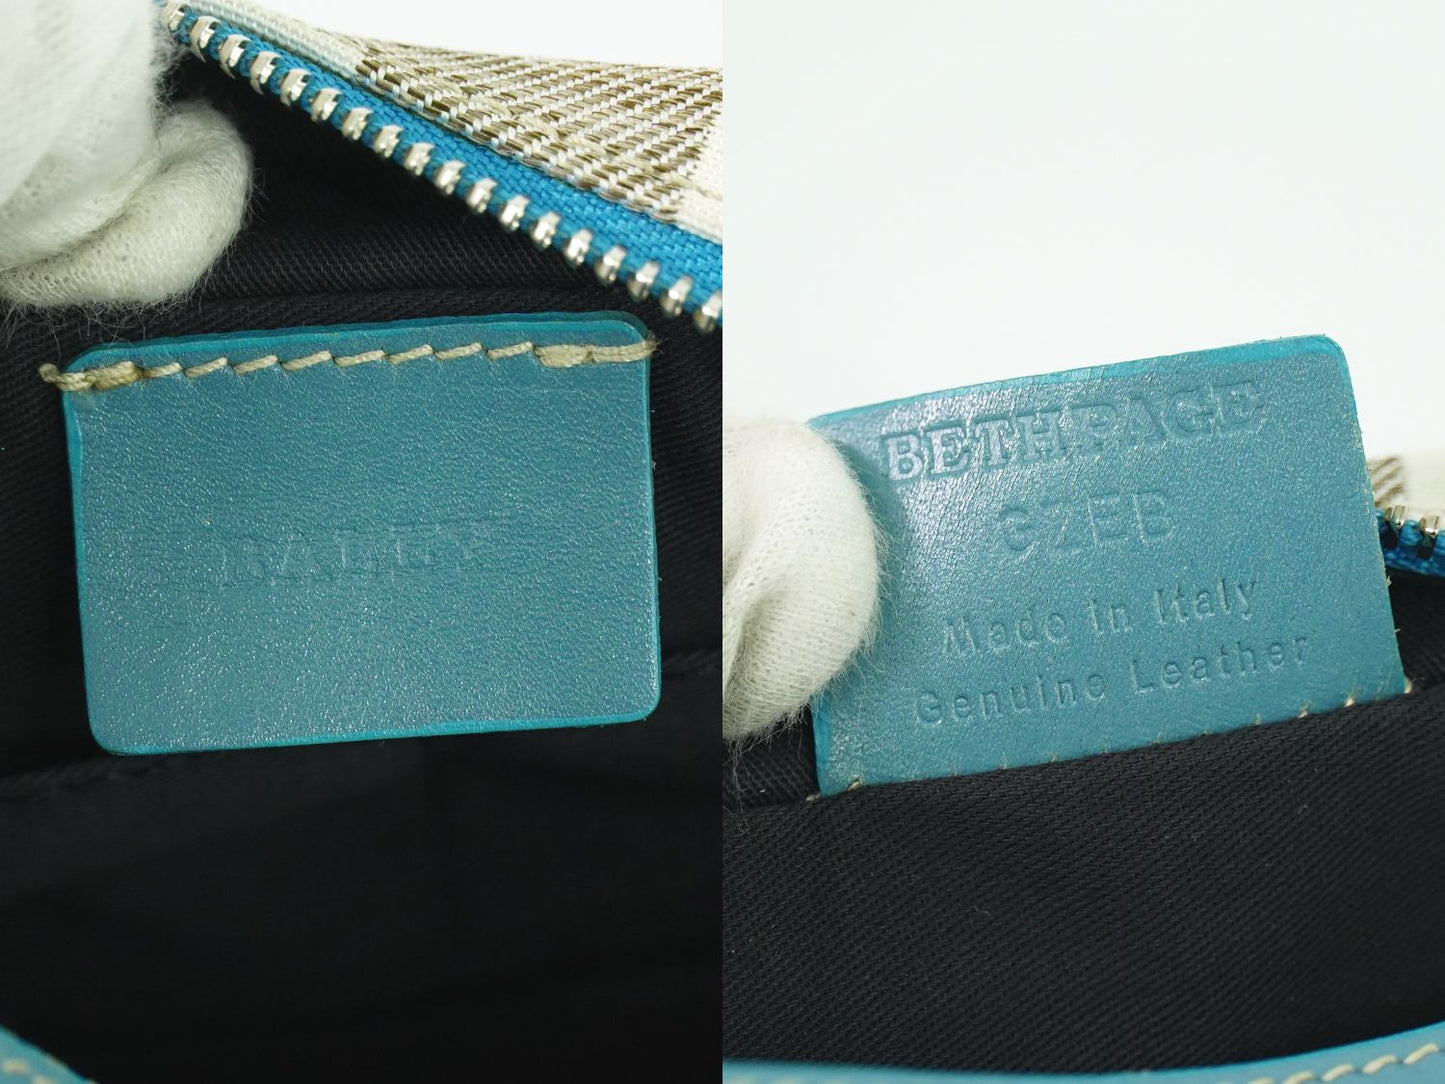 BALLY
BETHPAGE
GZEB
Made in Italy
Genuine Leather